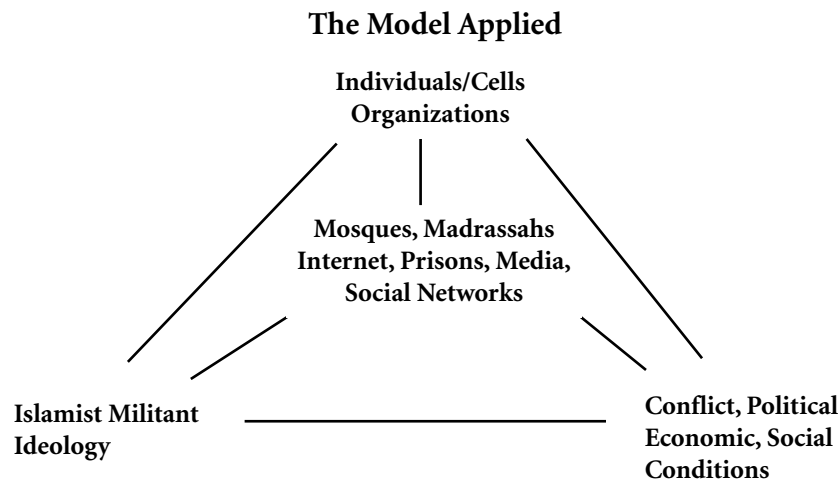 The Model Applied
Individuals/Cells
Organizations
Mosques, Madrassahs
Internet, Prisons, Media,
Social Networks
Islamist Militant
Ideology
Conflict, Political
Economic, Social
Conditions